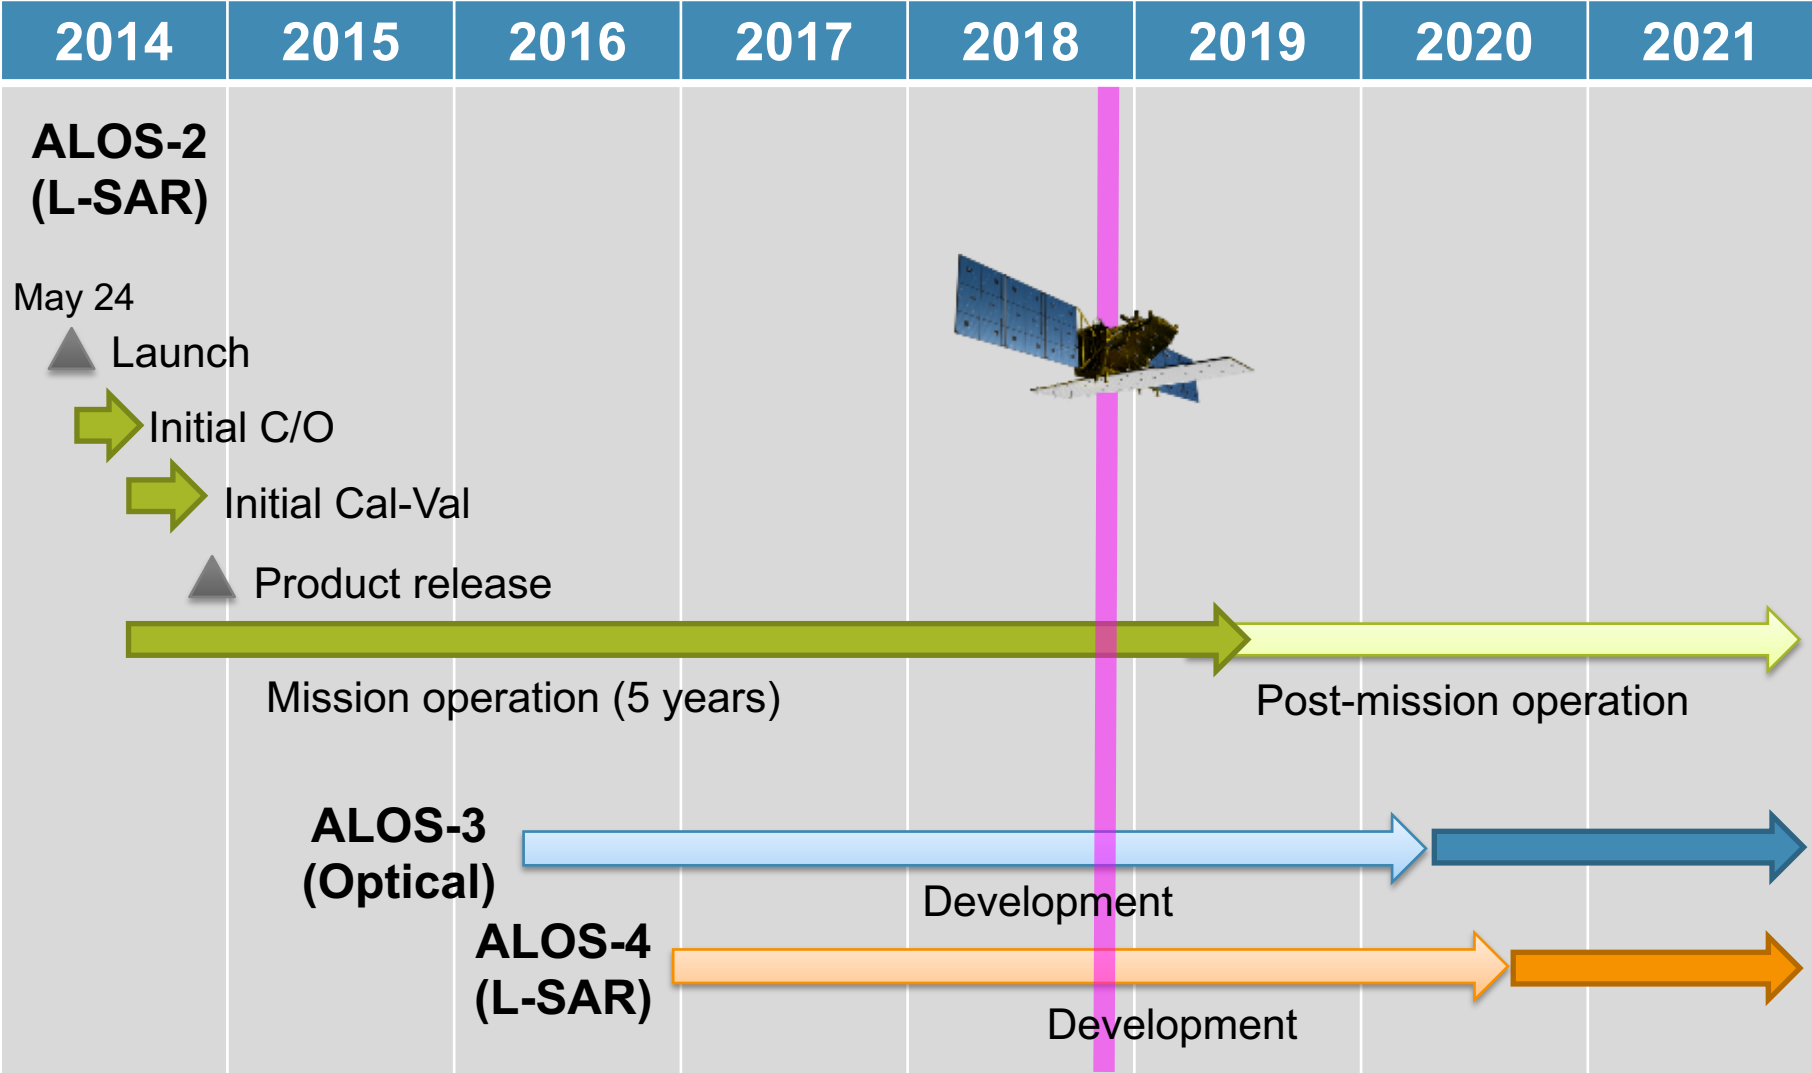 2014 2015 2016 2017 2018 2019 2020 2021
ALOS-2
(L-SAR)
May 24
Launch
Initial C/O
Initial Cal-Val
Product release
Mission operation (5 years)
Post-mission operation
ALOS-3
(Optical)
Development
ALOS-4
(L-SAR)
Development